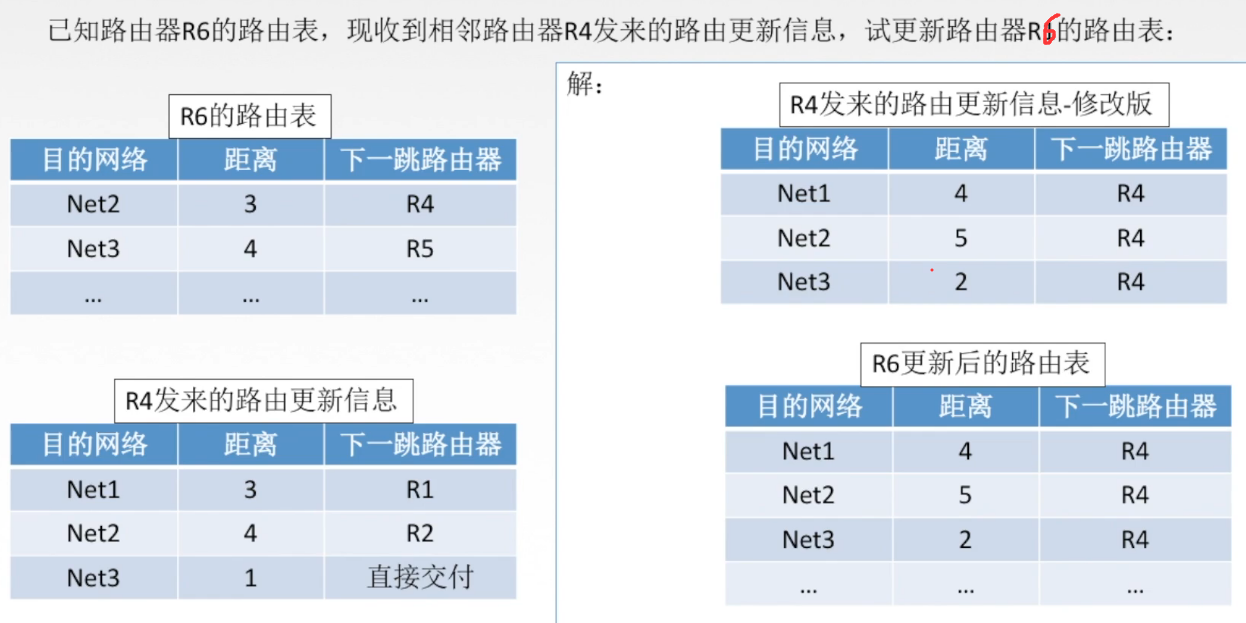 已知路由器R6的路由表，现收到相邻路由器R4发来的路由更新信息，试更新路由器R6的路由表：
R6的路由表
目的网络 距离 下一跳路由器
Net2 3 R4
Net3 4 R5
... ... ...
R4发来的路由更新信息
目的网络 距离 下一跳路由器
Net1 3 R1
Net2 4 R2
Net3 1 直接交付
解：
R4发来的路由更新信息-修改版
目的网络 距离 下一跳路由器
Net1 4 R4
Net2 5 R4
Net3 2 R4
R6更新后的路由表
目的网络 距离 下一跳路由器
Net1 4 R4
Net2 5 R4
Net3 2 R4
... ... ...